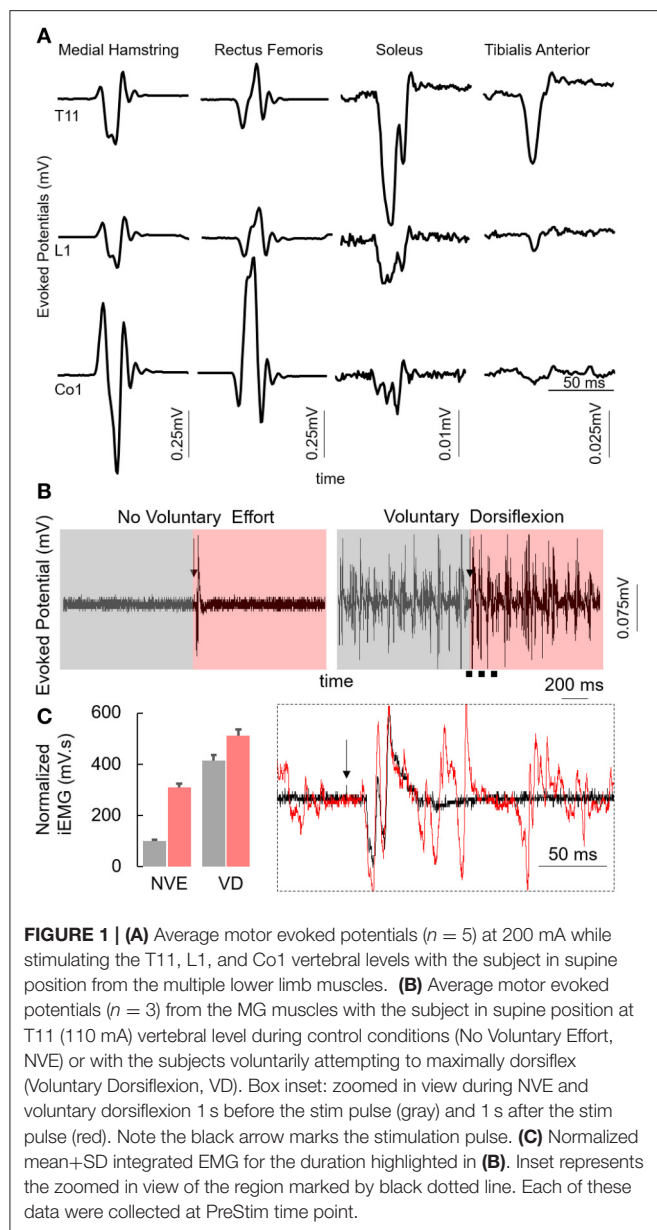 A
Medial Hamstring Rectus Femoris Soleus Tibialis Anterior
T11
L1
Co1
Evoked Potentials (mV)
50 ms
0.25mV
0.25mV
0.01mV
0.025mV
time
B
No Voluntary Effort Voluntary Dorsiflexion
Evoked Potential (mV)
0.075mV
time
200 ms
C
Normalized
iEMG (mV.s)
600
400
200
0
NVE VD
50 ms
FIGURE 1 | (A) Average motor evoked potentials (n = 5) at 200 mA while
stimulating the T11, L1, and Co1 vertebral levels with the subject in supine
position from the multiple lower limb muscles. (B) Average motor evoked
potentials (n = 3) from the MG muscles with the subject in supine position at
T11 (110 mA) vertebral level during control conditions (No Voluntary Effort,
NVE) or with the subjects voluntarily attempting to maximally dorsiflex
(Voluntary Dorsiflexion, VD). Box inset: zoomed in view during NVE and
voluntary dorsiflexion 1 s before the stim pulse (gray) and 1 s after the stim
pulse (red). Note the black arrow marks the stimulation pulse. (C) Normalized
mean+SD integrated EMG for the duration highlighted in (B). Inset represents
the zoomed in view of the region marked by black dotted line. Each of these
data were collected at PreStim time point.